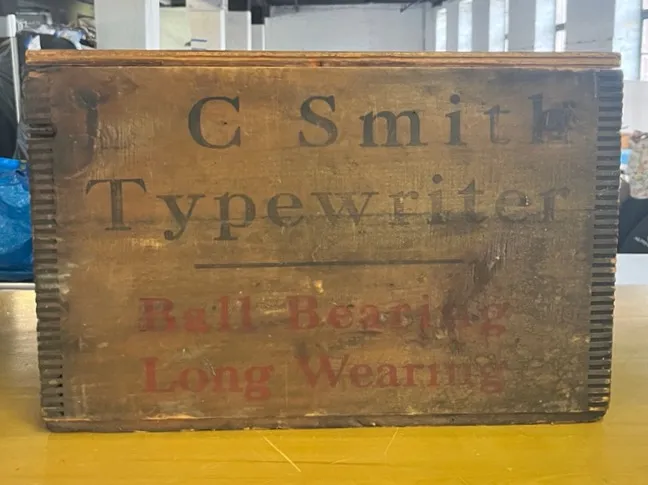 L C Smith
Typewriter
Ball Bearing
Long Wearing